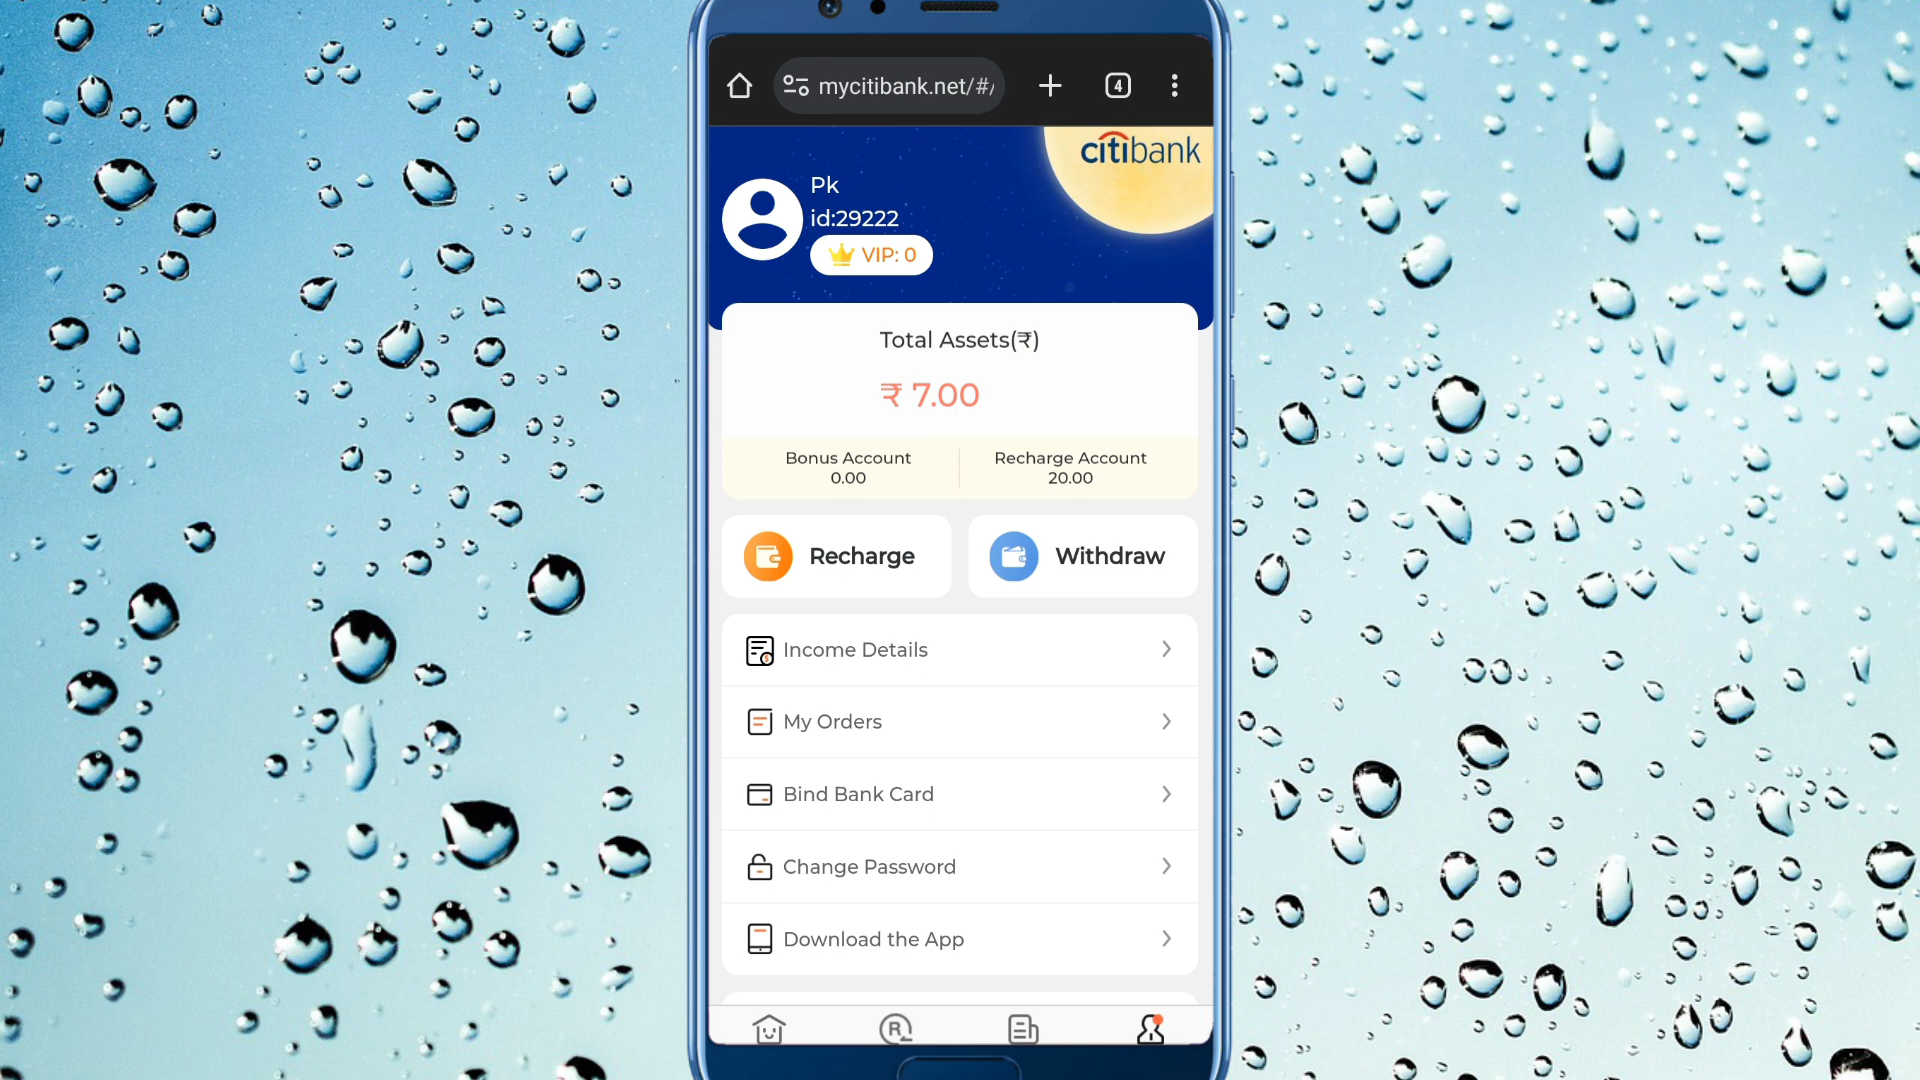 mycitibank.net/#/
4
citibank
Pk
id:29222
VIP: 0
Total Assets(₹)
₹ 7.00
Bonus Account
0.00
Recharge Account
20.00
Recharge
Withdraw
Income Details
My Orders
Bind Bank Card
Change Password
Download the App
R